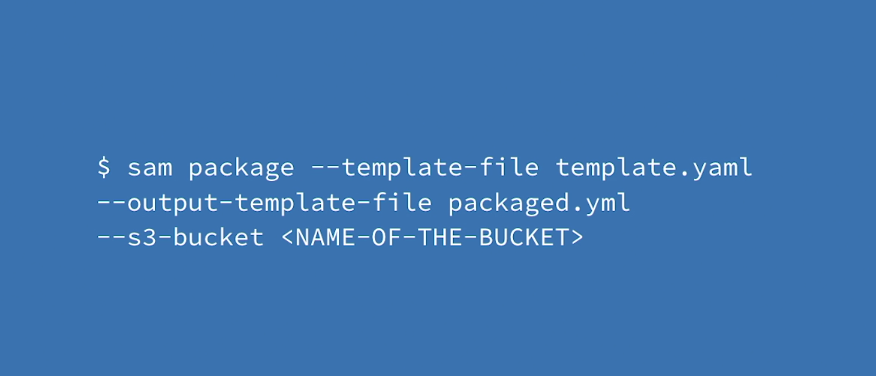 $ sam package --template-file template.yaml
--output-template-file packaged.yml
--s3-bucket <NAME-OF-THE-BUCKET>